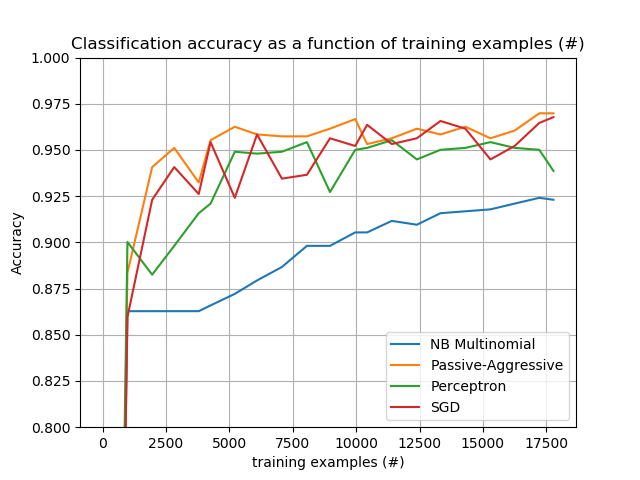 Classification accuracy as a function of training examples (#)
1.000
0.975
0.950
0.925
0.900
0.875
0.850
0.825
0.800
Accuracy
NB Multinomial
Passive-Aggressive
Perceptron
SGD
0 2500 5000 7500 10000 12500 15000 17500
training examples (#)